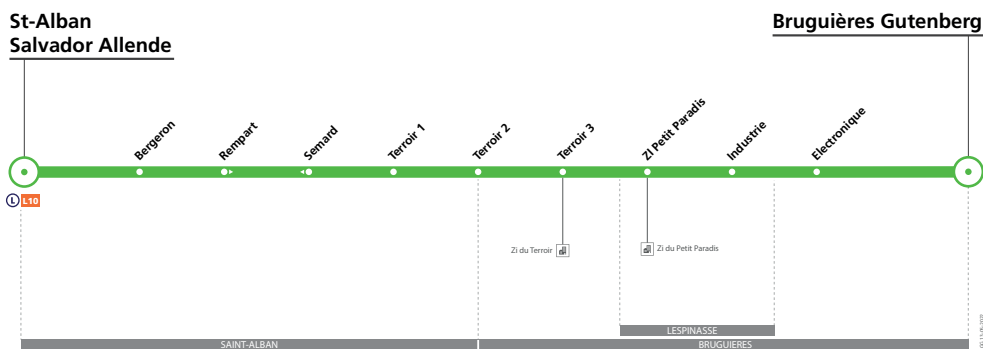 St-Alban
Salvador Allende
Bruguières Gutenberg
Bergeron
Rempart
Semard
Terroir 1
Terroir 2
Terroir 3
ZI Petit Paradis
Industrie
Electronique
L L10
Zi du Terroir
Zi du Petit Paradis
LESPINASSE
SAINT-ALBAN
BRUGUIERES